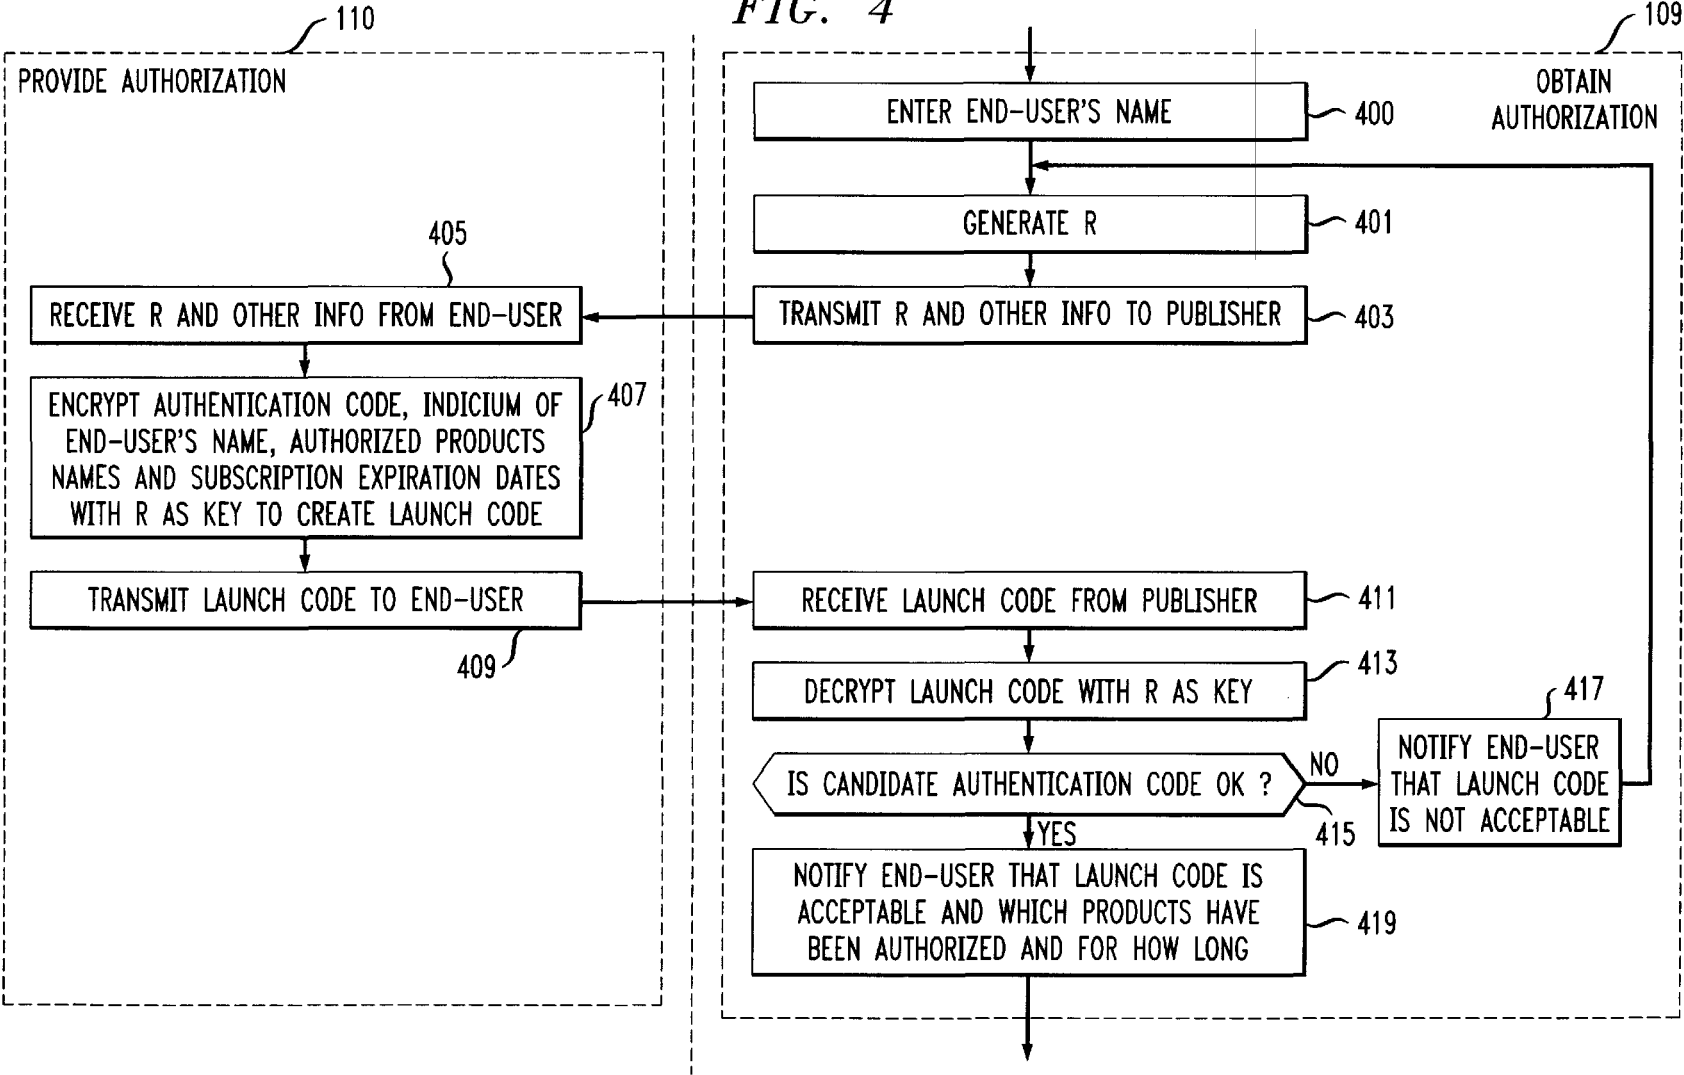 FIG. 4
110
109
PROVIDE AUTHORIZATION
OBTAIN
AUTHORIZATION
ENTER END-USER'S NAME
400
GENERATE R
401
405
RECEIVE R AND OTHER INFO FROM END-USER
TRANSMIT R AND OTHER INFO TO PUBLISHER
403
ENCRYPT AUTHENTICATION CODE, INDICIUM OF
END-USER'S NAME, AUTHORIZED PRODUCTS
NAMES AND SUBSCRIPTION EXPIRATION DATES
WITH R AS KEY TO CREATE LAUNCH CODE
407
TRANSMIT LAUNCH CODE TO END-USER
409
RECEIVE LAUNCH CODE FROM PUBLISHER
411
DECRYPT LAUNCH CODE WITH R AS KEY
413
IS CANDIDATE AUTHENTICATION CODE OK ?
415
NO
417
NOTIFY END-USER
THAT LAUNCH CODE
IS NOT ACCEPTABLE
YES
NOTIFY END-USER THAT LAUNCH CODE IS
ACCEPTABLE AND WHICH PRODUCTS HAVE
BEEN AUTHORIZED AND FOR HOW LONG
419